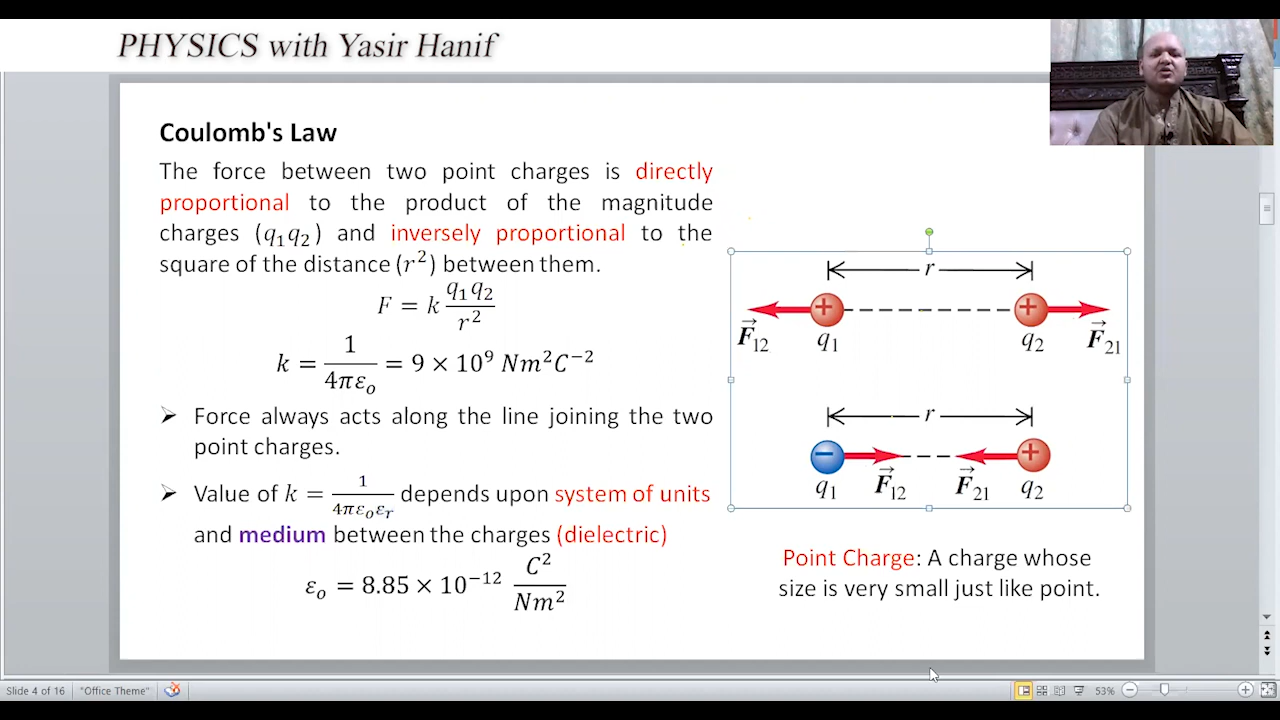 PHYSICS with Yasir Hanif
Coulomb's Law
The force between two point charges is directly
proportional to the product of the magnitude
charges (q₁q₂) and inversely proportional to the
square of the distance (r²) between them.
F = k q₁q₂/r²
k = 1/4πεₒ = 9 × 10⁹ Nm²C⁻²
➢ Force always acts along the line joining the two
point charges.
➢ Value of k = 1/4πεₒεᵣ depends upon system of units
and medium between the charges (dielectric)
εₒ = 8.85 × 10⁻¹² C²/Nm²
r
+ +
F⃗₁₂ q₁ q₂ F⃗₂₁
r
− +
q₁ F⃗₁₂ F⃗₂₁ q₂
Point Charge: A charge whose
size is very small just like point.
Slide 4 of 16 "Office Theme" 53%